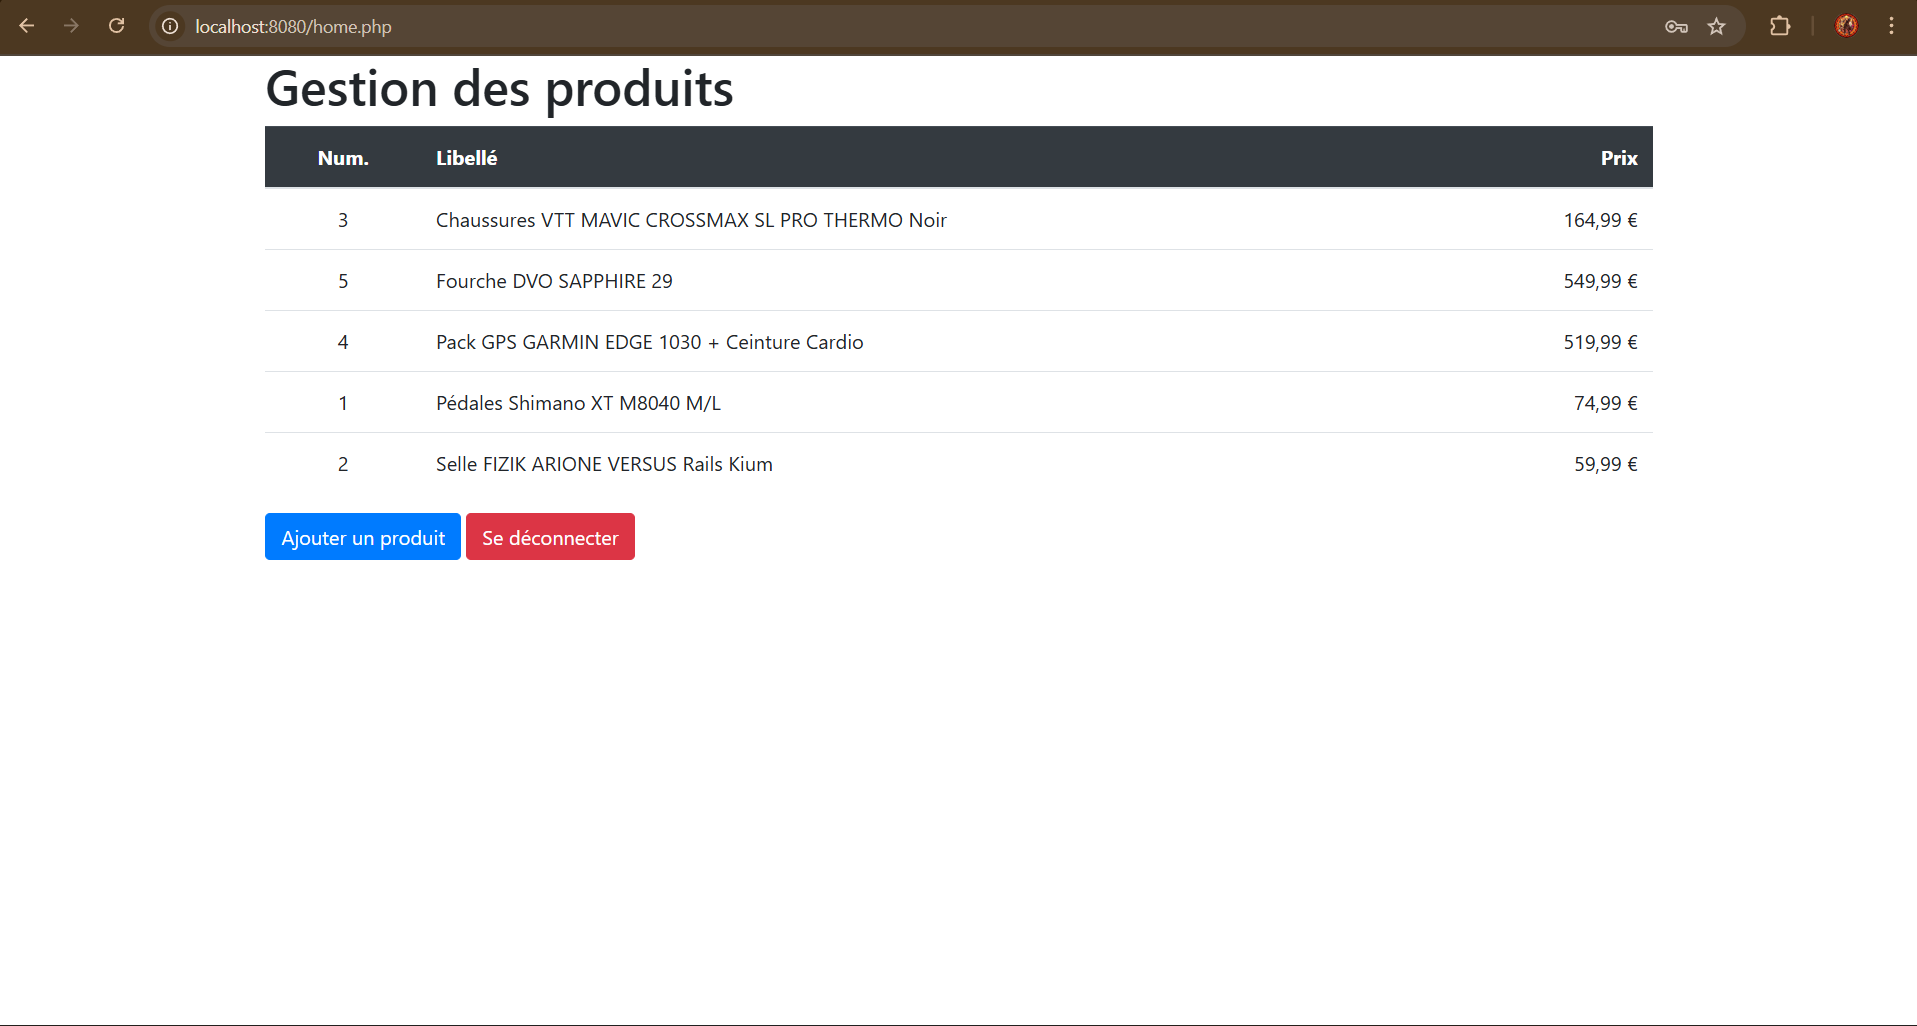 localhost:8080/home.php
Gestion des produits
Num. Libellé Prix
3 Chaussures VTT MAVIC CROSSMAX SL PRO THERMO Noir 164,99 €
5 Fourche DVO SAPPHIRE 29 549,99 €
4 Pack GPS GARMIN EDGE 1030 + Ceinture Cardio 519,99 €
1 Pédales Shimano XT M8040 M/L 74,99 €
2 Selle FIZIK ARIONE VERSUS Rails Kium 59,99 €
Ajouter un produit Se déconnecter